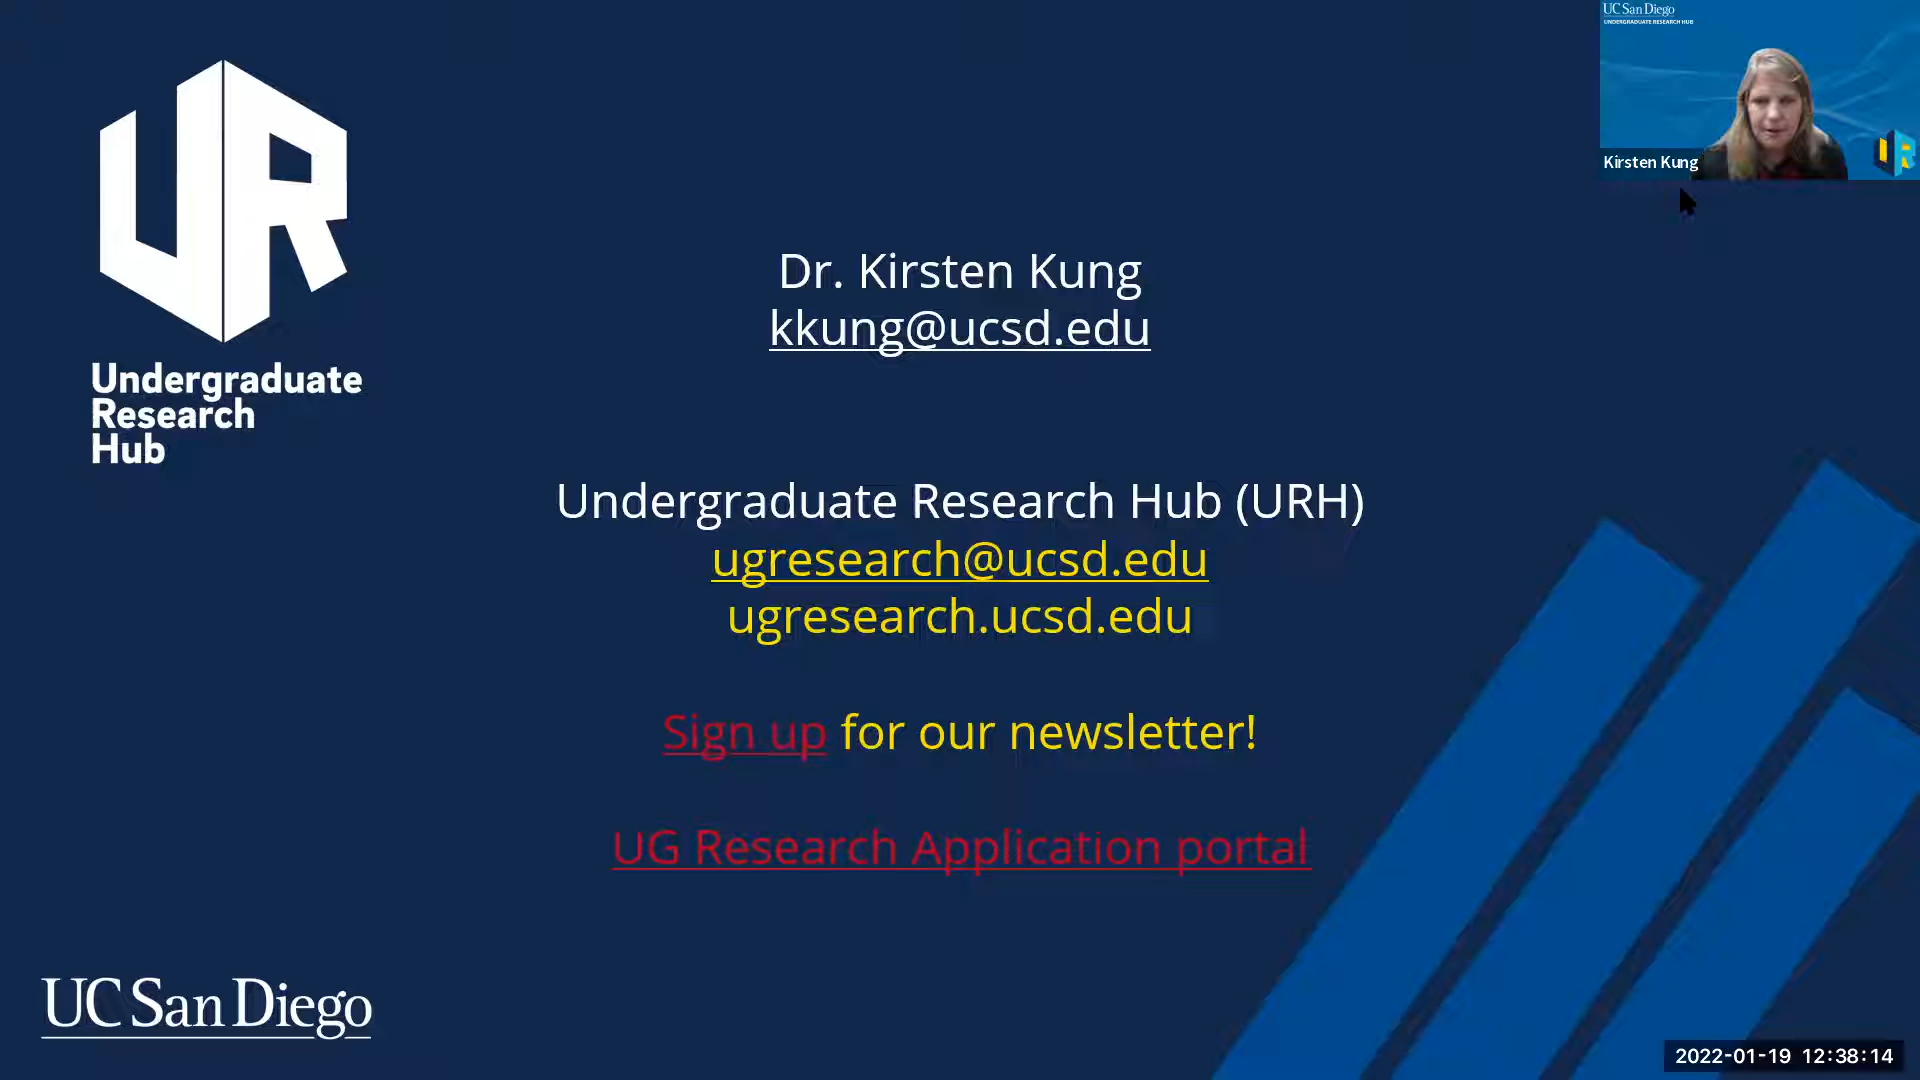 UC San Diego
UNDERGRADUATE RESEARCH HUB
Kirsten Kung
UR
Undergraduate
Research
Hub
Dr. Kirsten Kung
kkung@ucsd.edu
Undergraduate Research Hub (URH)
ugresearch@ucsd.edu
ugresearch.ucsd.edu
Sign up for our newsletter!
UG Research Application portal
UC San Diego
2022-01-19 12:38:14